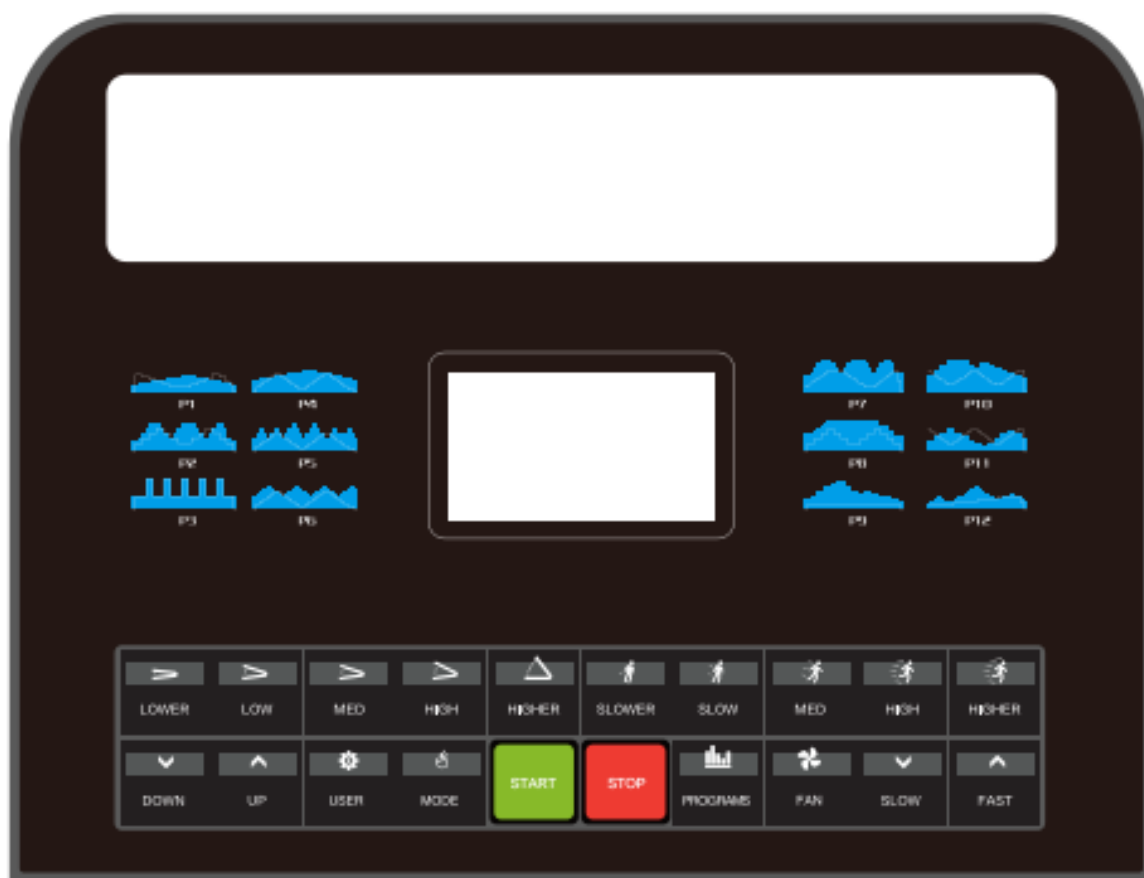 P1 P4 P7 P10
P2 P5 P8 P11
P3 P6 P9 P12
LOWER LOW MED HIGH HIGHER SLOWER SLOW MED HIGH HIGHER
DOWN UP USER MODE START STOP PROGRAMS FAN SLOW FAST